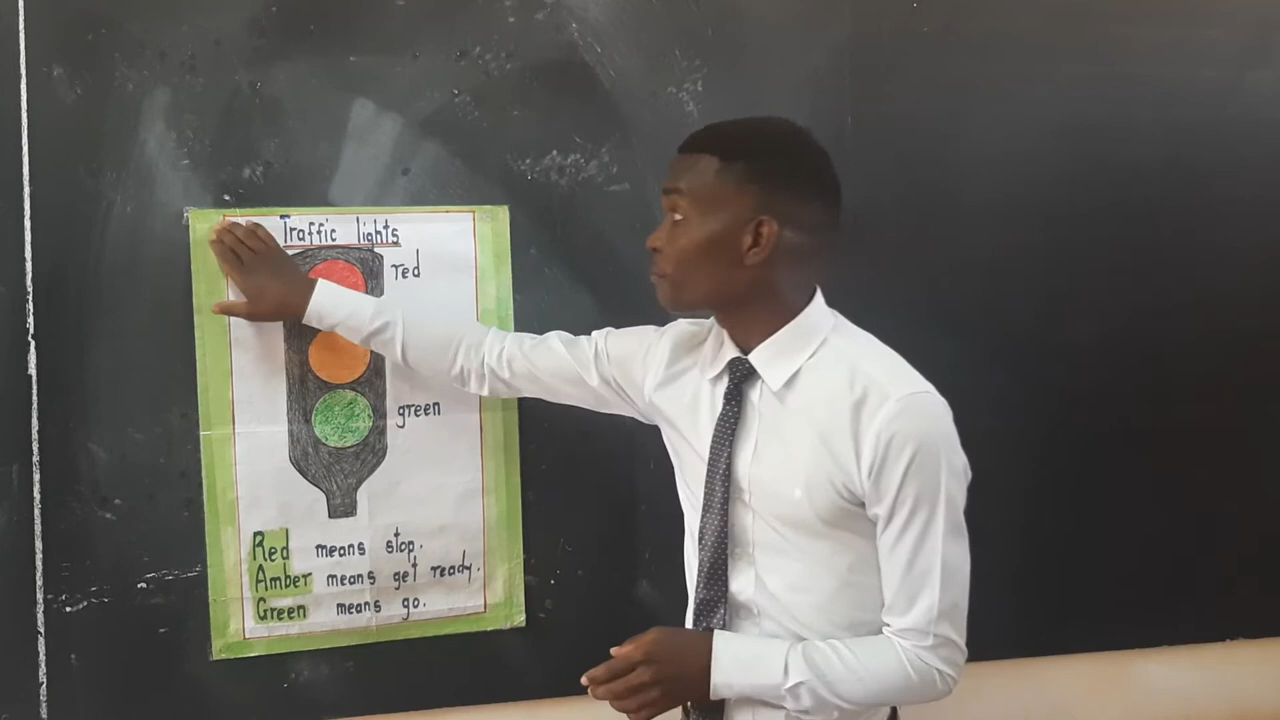 Traffic lights
red
green
Red means stop.
Amber means get ready.
Green means go.